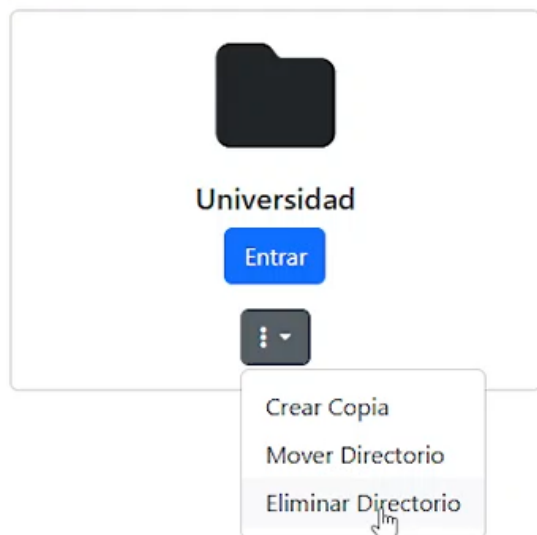 Universidad
Entrar
Crear Copia
Mover Directorio
Eliminar Directorio